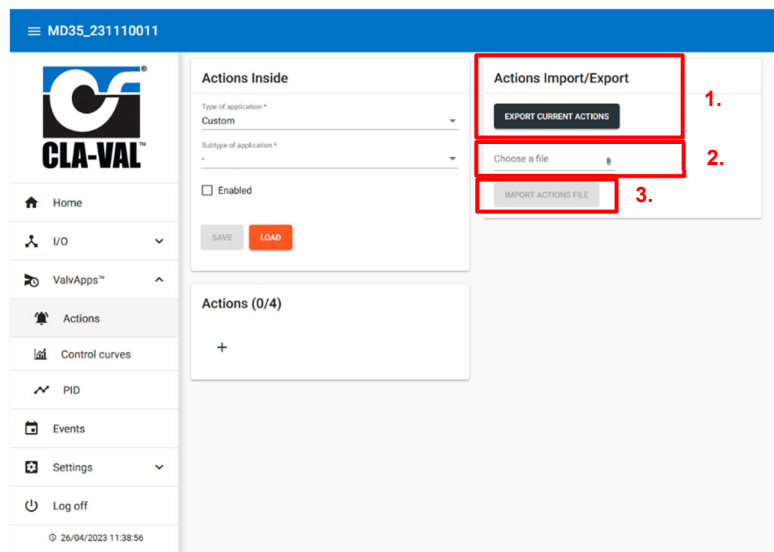 MD35_231110011
CLA-VAL™
®
Home
I/O
ValvApps™
Actions
Control curves
PID
Events
Settings
Log off
26/04/2023 11:38:56
Actions Inside
Type of application *
Custom
Subtype of application *
-
Enabled
SAVE LOAD
Actions (0/4)
+
Actions Import/Export
1.
EXPORT CURRENT ACTIONS
Choose a file
2.
IMPORT ACTIONS FILE
3.